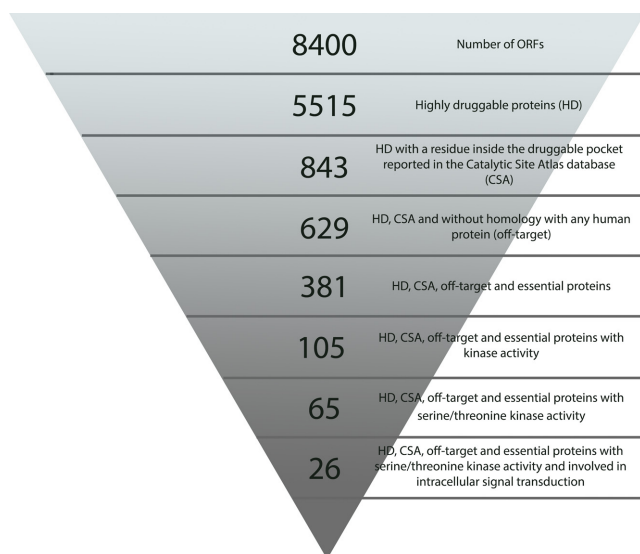 8400
Number of ORFs
5515
Highly druggable proteins (HD)
843
HD with a residue inside the druggable pocket
reported in the Catalytic Site Atlas database
(CSA)
629
HD, CSA and without homology with any human
protein (off-target)
381
HD, CSA, off-target and essential proteins
105
HD, CSA, off-target and essential proteins with
kinase activity
65
HD, CSA, off-target and essential proteins with
serine/threonine kinase activity
26
HD, CSA, off-target and essential proteins with
serine/threonine kinase activity and involved in
intracellular signal transduction